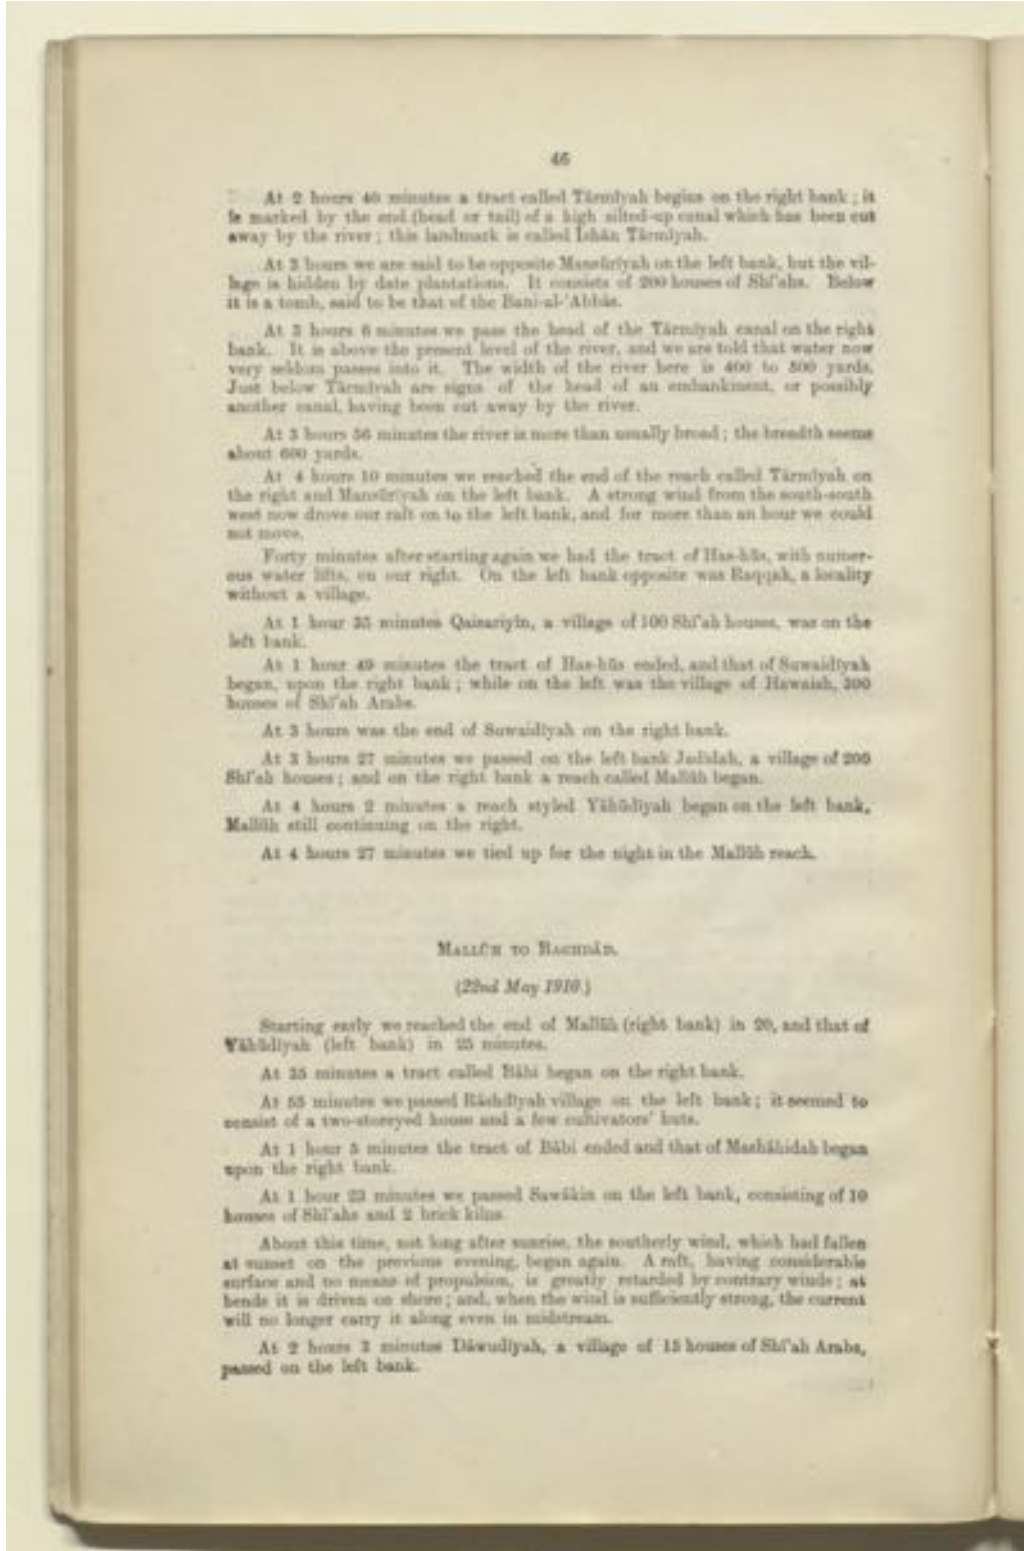 46
At 2 hours 40 minutes a tract called Tārmīyah begins on the right bank ; it
is marked by the end (head or tail) of a high silted-up canal which has been cut
away by the river ; this landmark is called Ishān Tārmīyah.
At 3 hours we are said to be opposite Mansūrīyah on the left bank, but the vil-
lage is hidden by date plantations. It consists of 200 houses of Shī'ahs. Below
it is a tomb, said to be that of the Bani-al-'Abbās.
At 3 hours 6 minutes we pass the head of the Tārmīyah canal on the right
bank. It is above the present level of the river, and we are told that water now
very seldom passes into it. The width of the river here is 400 to 500 yards.
Just below Tārmīyah are signs of the head of an embankment, or possibly
another canal, having been cut away by the river.
At 3 hours 56 minutes the river is more than usually broad ; the breadth seems
about 600 yards.
At 4 hours 10 minutes we reached the end of the reach called Tārmīyah on
the right and Mansūrīyah on the left bank. A strong wind from the south-south
west now drove our raft on to the left bank, and for more than an hour we could
not move.
Forty minutes after starting again we had the tract of Has-būs, with numer-
ous water lifts, on our right. On the left bank opposite was Raqqah, a locality
without a village.
At 1 hour 35 minutes Qaisariyīn, a village of 100 Shī'ah houses, was on the
left bank.
At 1 hour 49 minutes the tract of Has-būs ended, and that of Suwaidīyah
began, upon the right bank ; while on the left was the village of Hawaish, 300
houses of Shī'ah Arabs.
At 3 hours was the end of Suwaidīyah on the right bank.
At 3 hours 27 minutes we passed on the left bank Jadīdah, a village of 200
Shī'ah houses ; and on the right bank a reach called Mallūh began.
At 4 hours 2 minutes a reach styled Yāhūdīyah began on the left bank,
Mallūh still continuing on the right.
At 4 hours 27 minutes we tied up for the night in the Mallūh reach.
MALLŪH TO BAGHDĀD.
(22nd May 1910.)
Starting early we reached the end of Mallūh (right bank) in 20, and that of
Yāhūdīyah (left bank) in 25 minutes.
At 35 minutes a tract called Bābi began on the right bank.
At 55 minutes we passed Rāshdīyah village on the left bank ; it seemed to
consist of a two-storeyed house and a few cultivators' huts.
At 1 hour 5 minutes the tract of Bābi ended and that of Mashāhidah began
upon the right bank.
At 1 hour 23 minutes we passed Sawākin on the left bank, consisting of 10
houses of Shī'ahs and 2 brick kilns.
About this time, not long after sunrise, the southerly wind, which had fallen
at sunset on the previous evening, began again. A raft, having considerable
surface and no means of propulsion, is greatly retarded by contrary winds ; at
bends it is driven on shore ; and, when the wind is sufficiently strong, the current
will no longer carry it along even in midstream.
At 2 hours 3 minutes Dāwudīyah, a village of 15 houses of Shī'ah Arabs,
passed on the left bank.